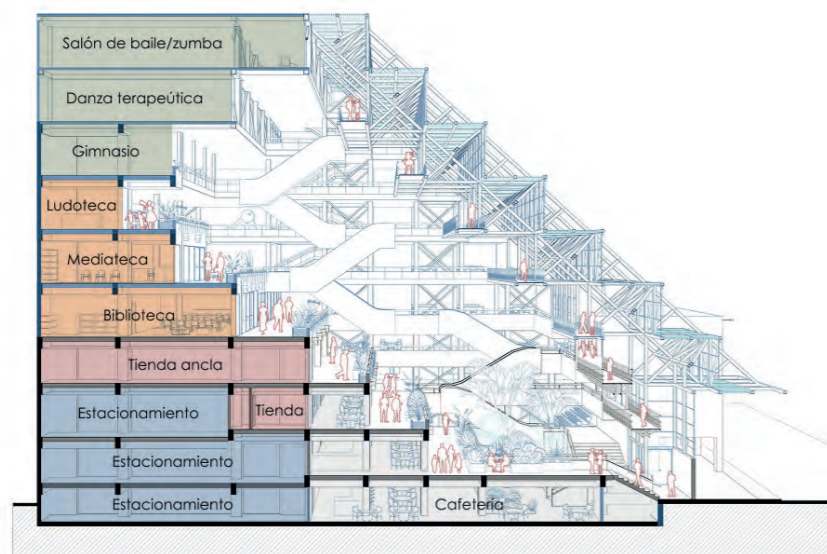 Salón de baile/zumba
Danza terapeútica
Gimnasio
Ludoteca
Mediateca
Biblioteca
Tienda ancla
Estacionamiento
Tienda
Estacionamiento
Estacionamiento
Cafetería